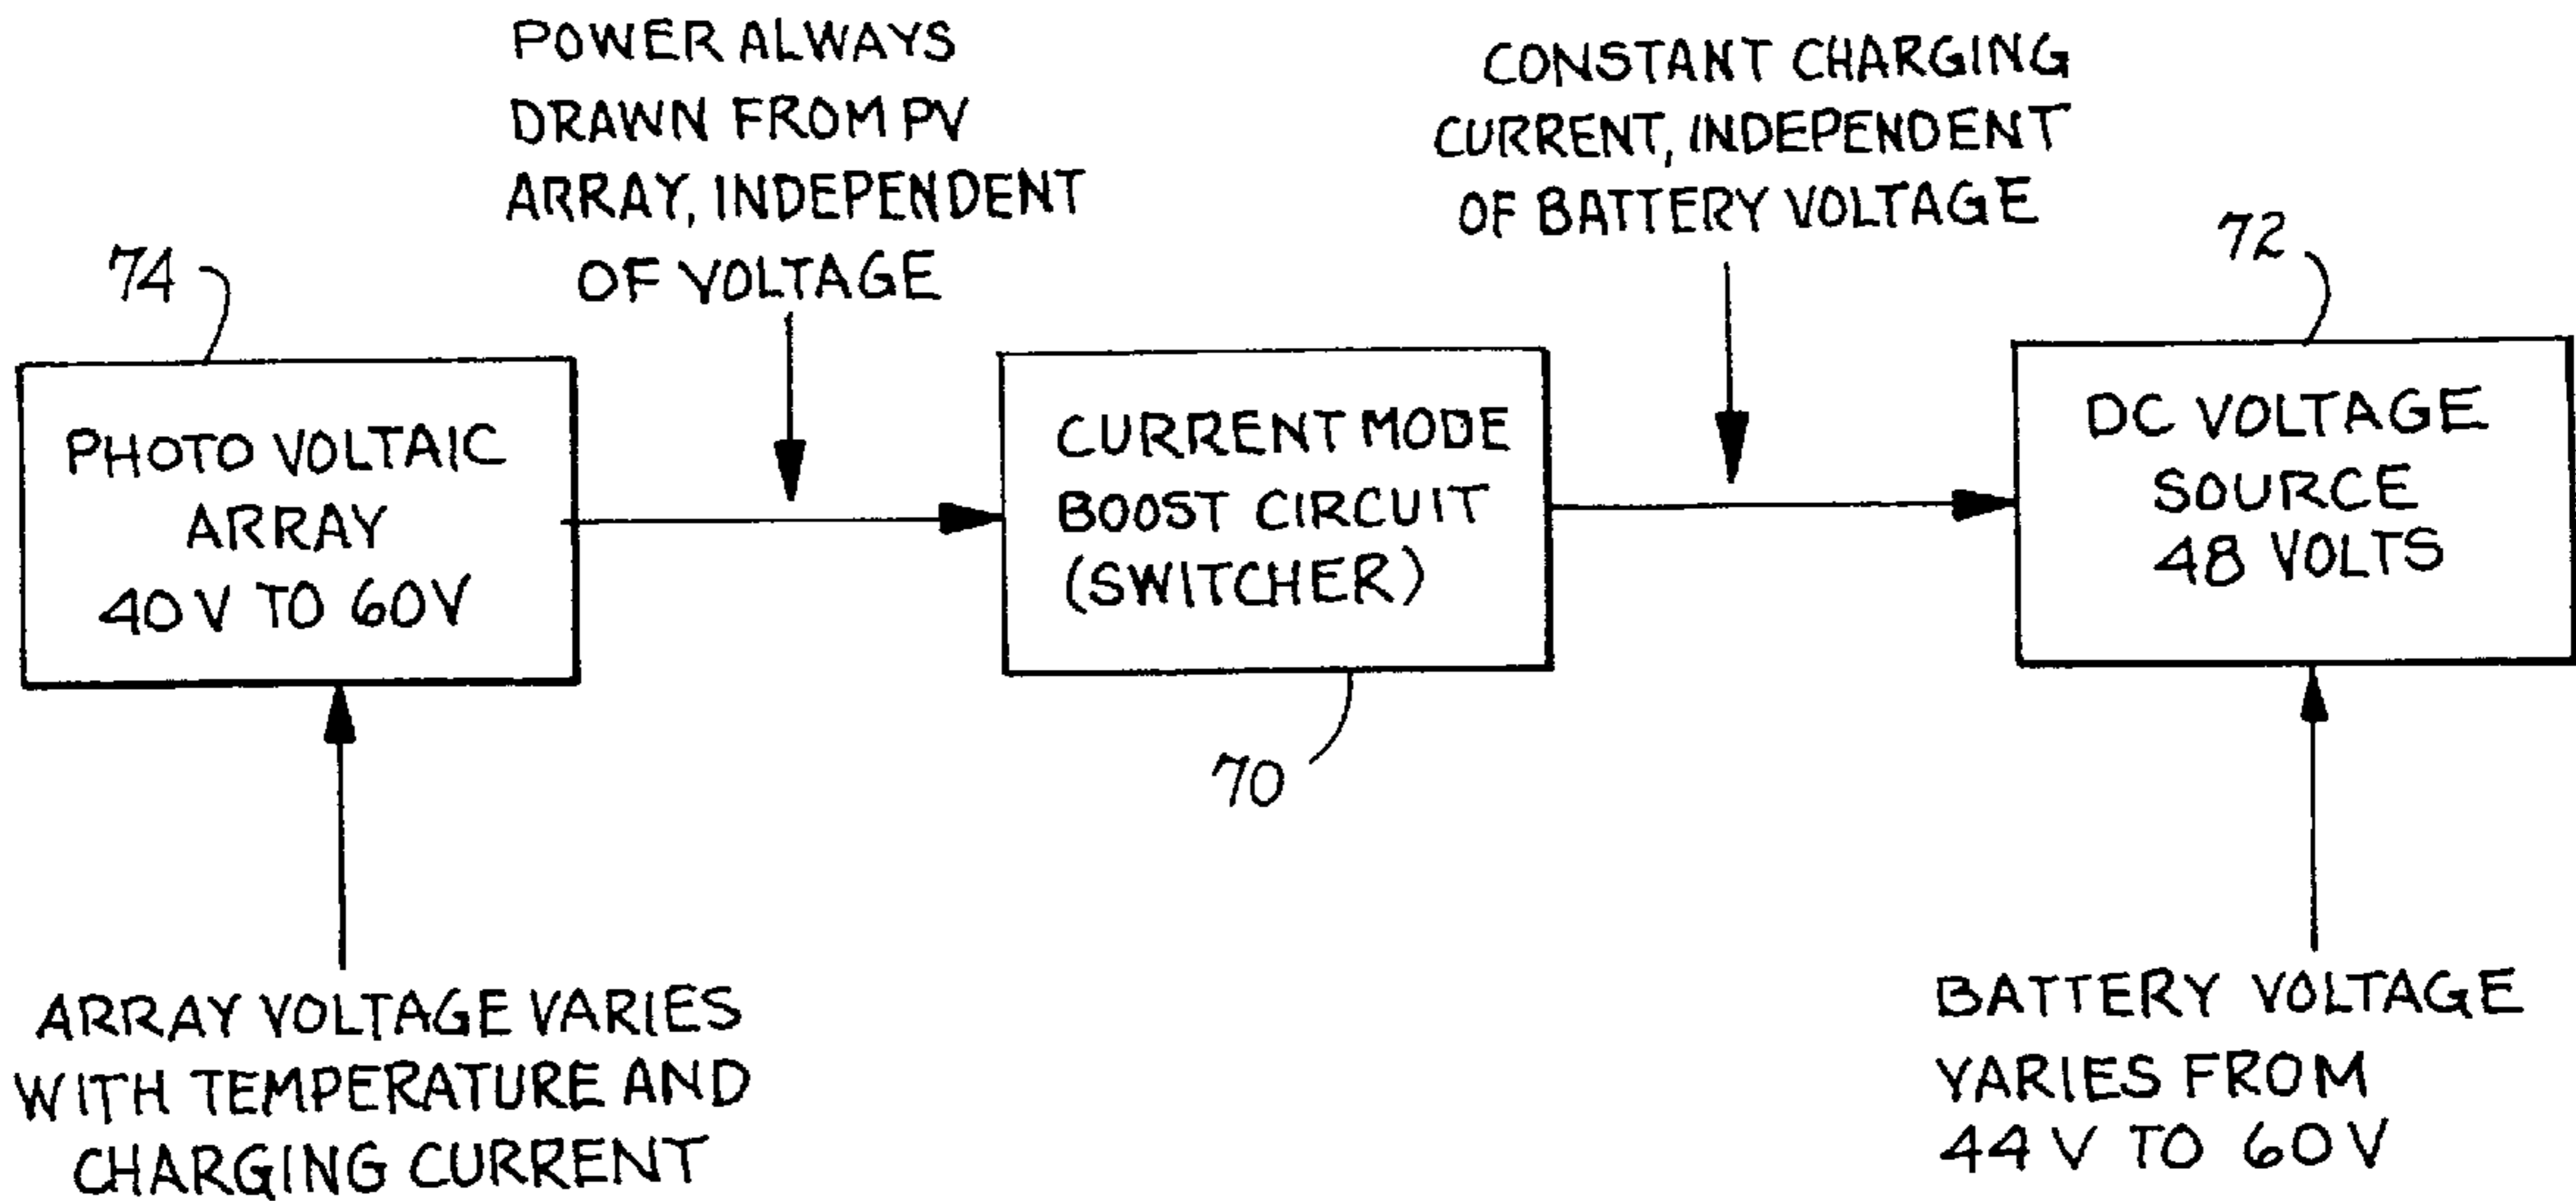 POWER ALWAYS
DRAWN FROM PV
ARRAY, INDEPENDENT
OF VOLTAGE
CONSTANT CHARGING
CURRENT, INDEPENDENT
OF BATTERY VOLTAGE
74
72
PHOTO VOLTAIC
ARRAY
40V TO 60V
CURRENT MODE
BOOST CIRCUIT
(SWITCHER)
DC VOLTAGE
SOURCE
48 VOLTS
70
ARRAY VOLTAGE VARIES
WITH TEMPERATURE AND
CHARGING CURRENT
BATTERY VOLTAGE
VARIES FROM
44V TO 60V